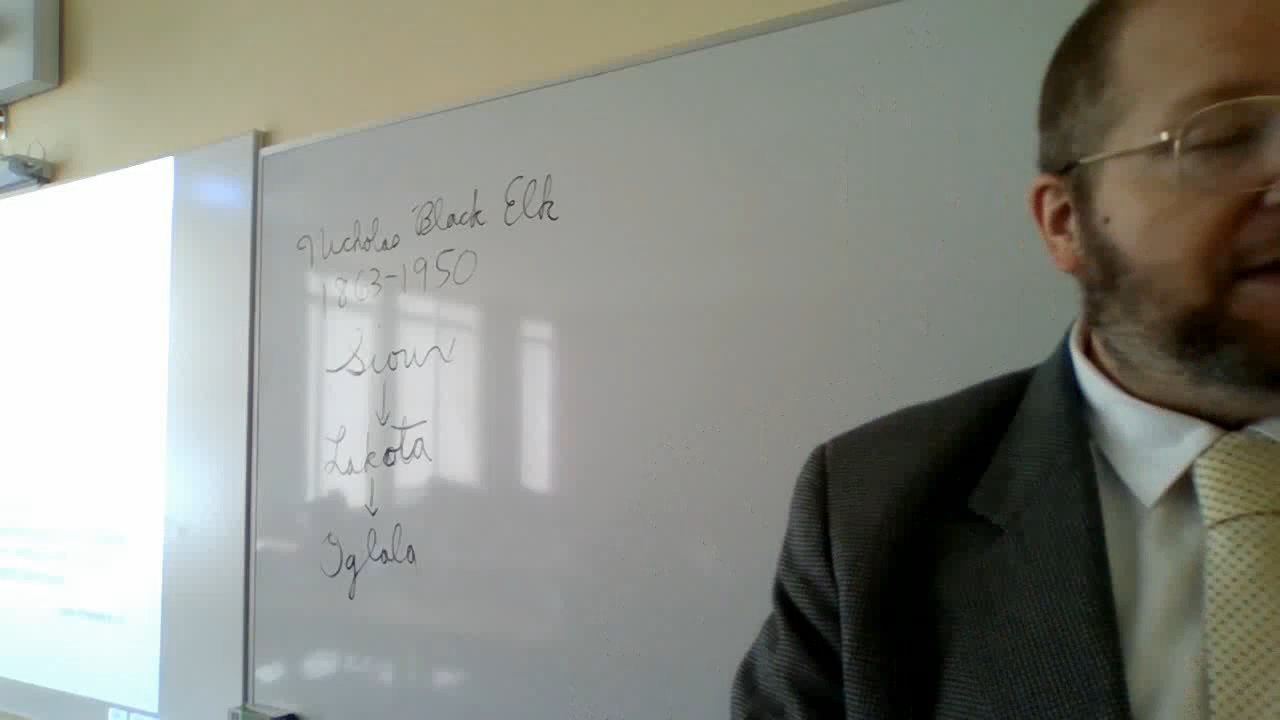 Nicholas Black Elk
1863-1950
Sioux
↓
Lakota
↓
Oglala